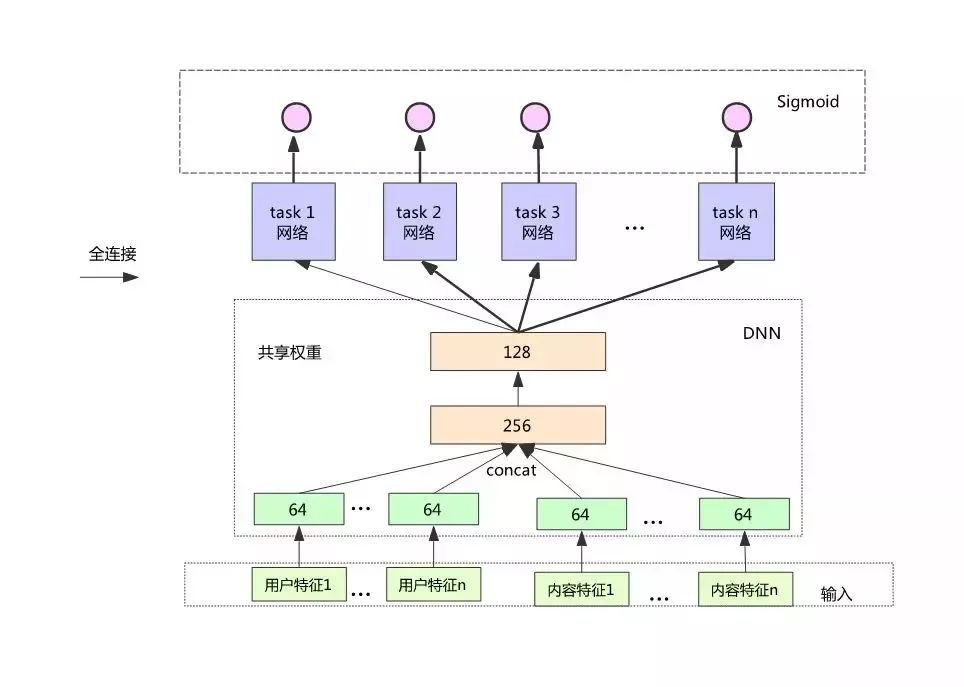 Sigmoid
task 1
网络
task 2
网络
task 3
网络
...
task n
网络
全连接
DNN
共享权重
128
256
concat
64
...
64
64
...
64
用户特征1
...
用户特征n
内容特征1
...
内容特征n
输入